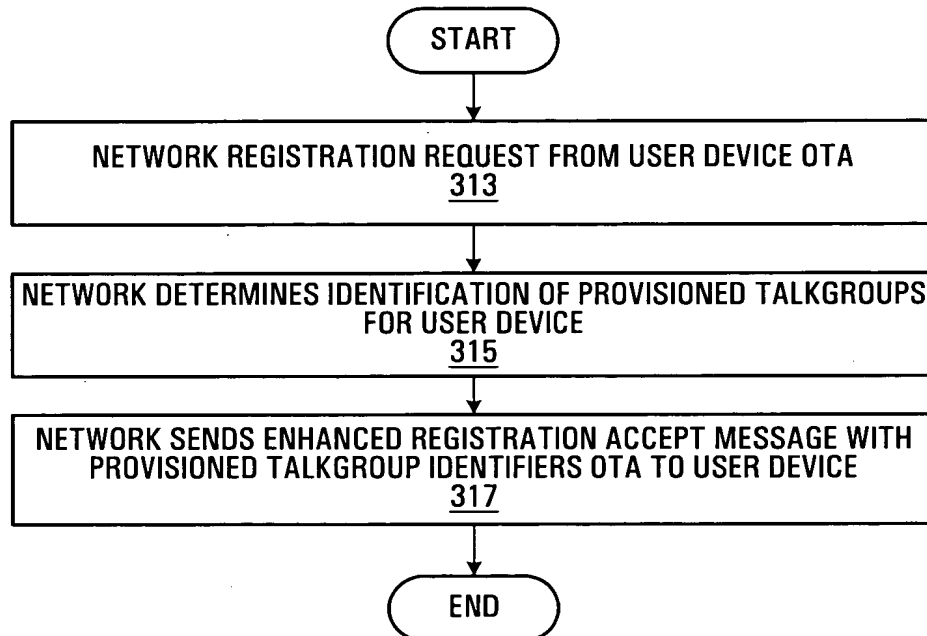 START
NETWORK REGISTRATION REQUEST FROM USER DEVICE OTA
313
NETWORK DETERMINES IDENTIFICATION OF PROVISIONED TALKGROUPS
FOR USER DEVICE
315
NETWORK SENDS ENHANCED REGISTRATION ACCEPT MESSAGE WITH
PROVISIONED TALKGROUP IDENTIFIERS OTA TO USER DEVICE
317
END